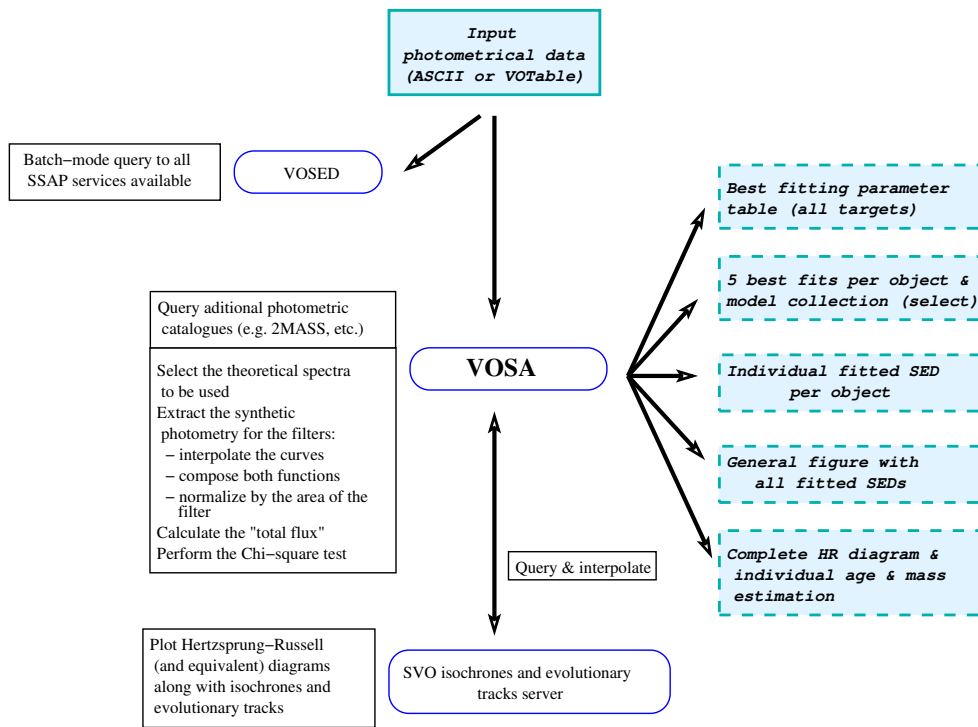 Input
photometrical data
(ASCII or VOTable)
Batch−mode query to all
SSAP services available
VOSED
Best fitting parameter
table (all targets)
5 best fits per object &
model collection (select)
Query aditional photometric
catalogues (e.g. 2MASS, etc.)
Select the theoretical spectra
to be used
Extract the synthetic
photometry for the filters:
− interpolate the curves
− compose both functions
− normalize by the area of the
filter
Calculate the "total flux"
Perform the Chi−square test
VOSA
Individual fitted SED
per object
General figure with
all fitted SEDs
Complete HR diagram &
individual age & mass
estimation
Query & interpolate
Plot Hertzsprung−Russell
(and equivalent) diagrams
along with isochrones and
evolutionary tracks
SVO isochrones and evolutionary
tracks server